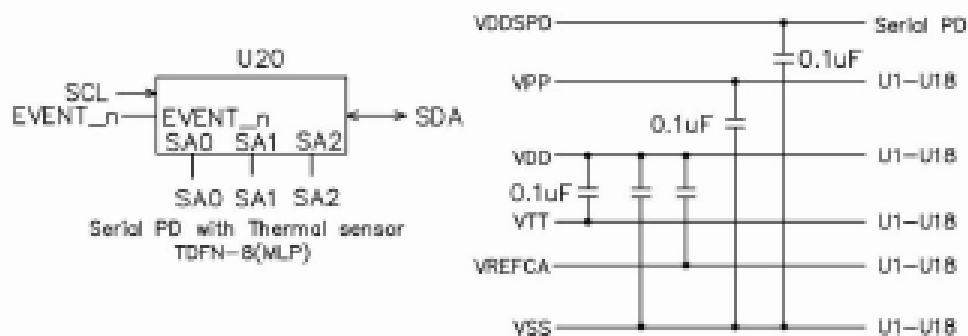 U20
SCL
EVENT_n
EVENT_n
SDA
SA0 SA1 SA2
SA0 SA1 SA2
Serial PD with Thermal sensor
TDFN-8(MLP)
VDDSPD Serial PD
0.1uF
VPP U1-U18
0.1uF
VDD U1-U18
0.1uF
VTT U1-U18
VREFCA U1-U18
VSS U1-U18